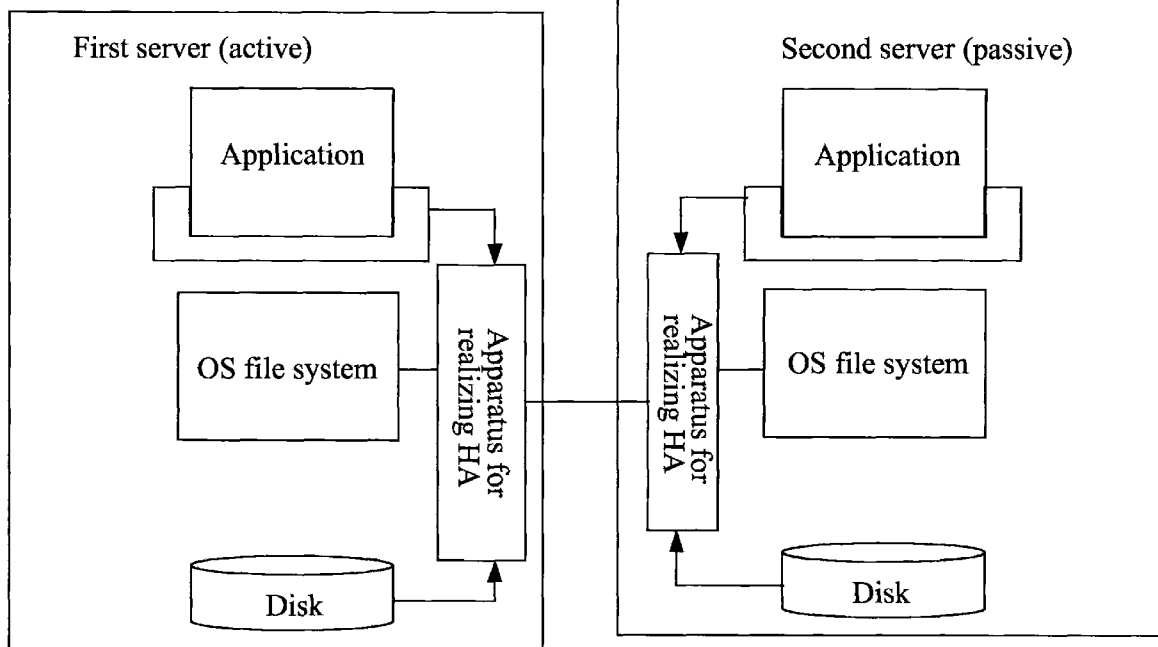 First server (active)
Application
OS file system
Apparatus for
realizing HA
Disk
Second server (passive)
Application
Apparatus for
realizing HA
OS file system
Disk